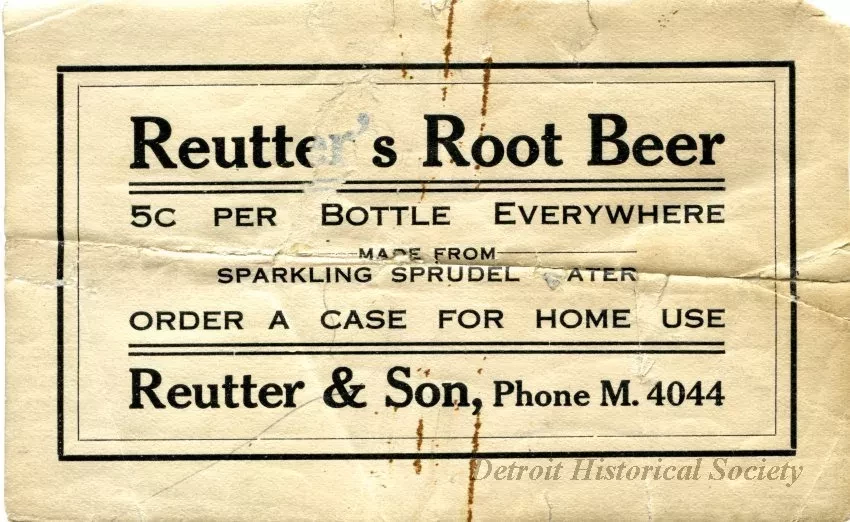 Reutter's Root Beer
5C PER BOTTLE EVERYWHERE
MADE FROM
SPARKLING SPRUDEL WATER
ORDER A CASE FOR HOME USE
Reutter & Son, Phone M. 4044
Detroit Historical Society